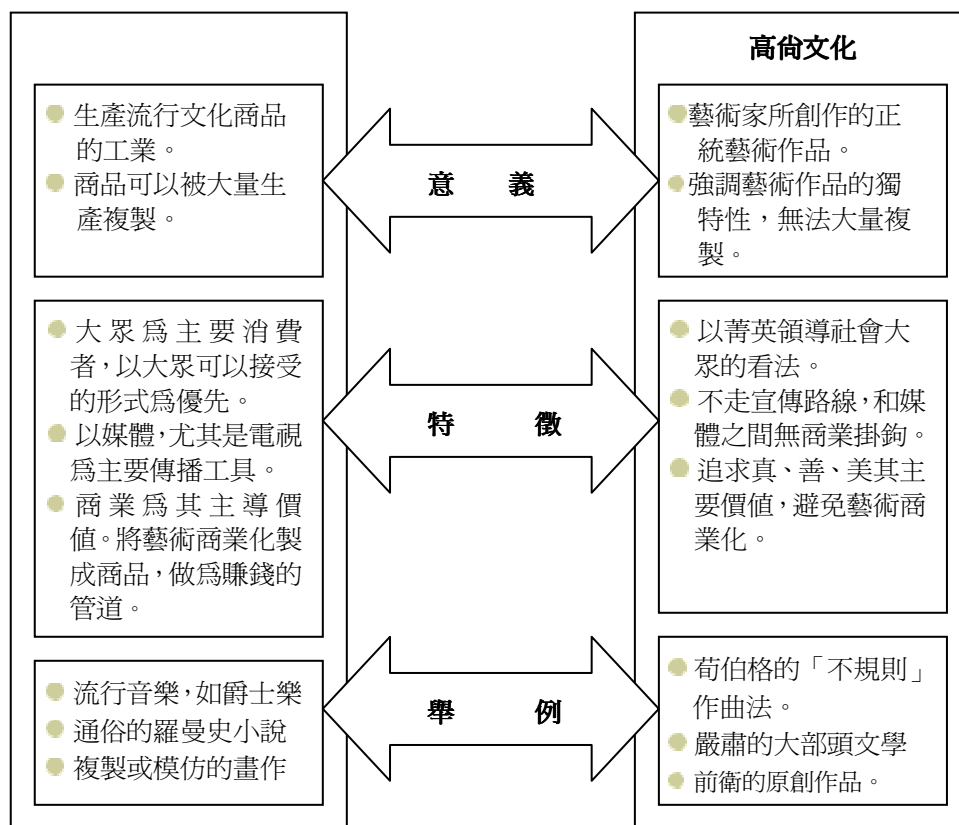 高尚文化
生產流行文化商品
的工業。
商品可以被大量生
產複製。
意 義
藝術家所創作的正
統藝術作品。
強調藝術作品的獨
特性，無法大量複
製。
大眾爲主要消費
者，以大眾可以接受
的形式爲優先。
以媒體，尤其是電視
爲主要傳播工具。
商業爲其主導價
值。將藝術商業化製
成商品，做爲賺錢的
管道。
特 徵
以菁英領導社會大
眾的看法。
不走宣傳路線，和媒
體之間無商業掛鉤。
追求真、善、美其主
要價值，避免藝術商
業化。
流行音樂，如爵士樂
通俗的羅曼史小說
複製或模仿的畫作
舉 例
荀伯格的「不規則」
作曲法。
嚴肅的大部頭文學
前衛的原創作品。